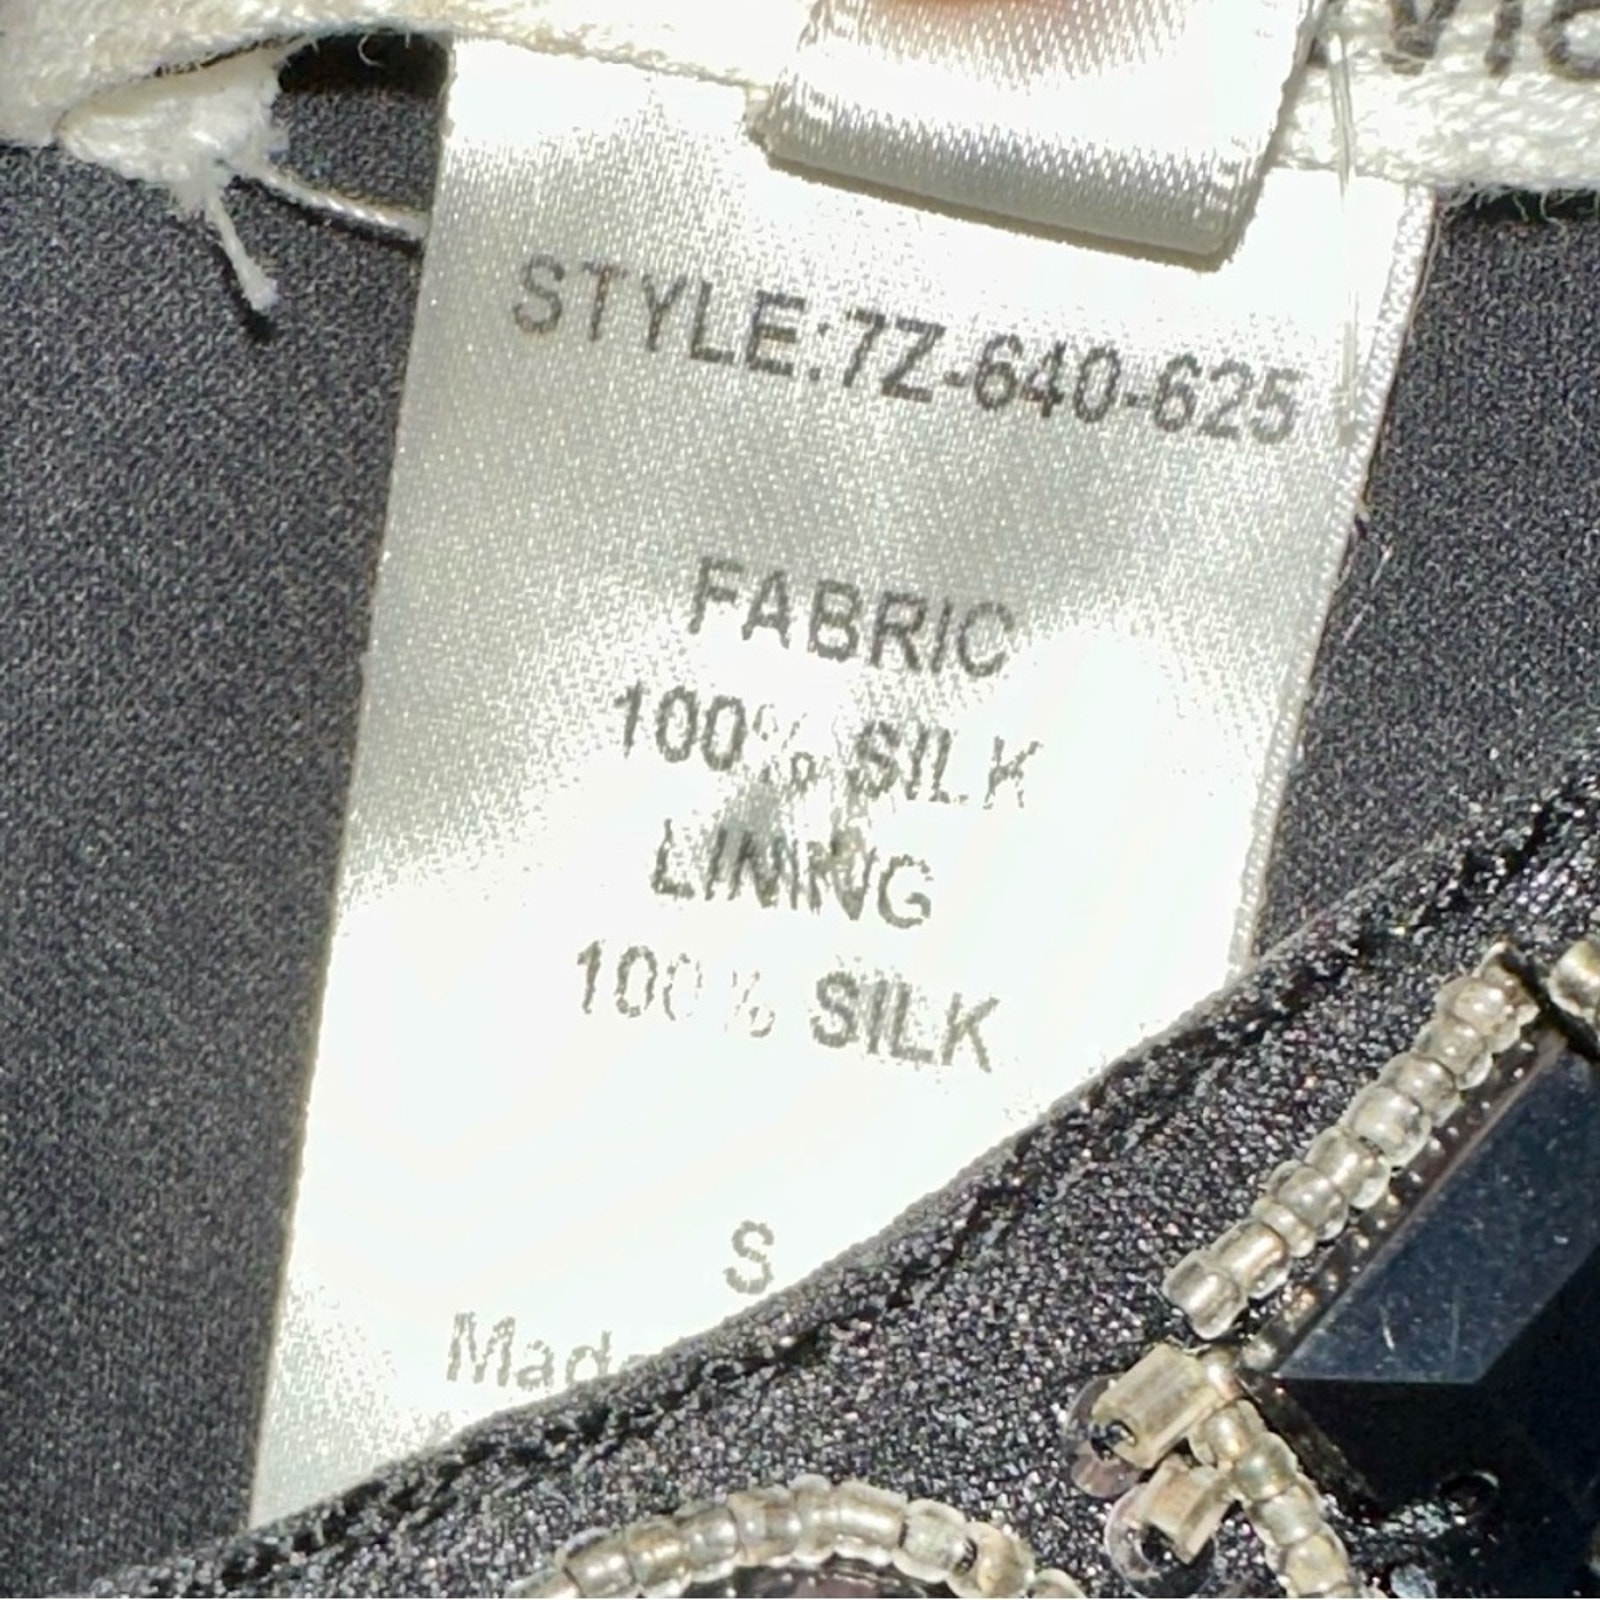 STYLE:7Z-640-625
FABRIC
100% SILK
LINING
100% SILK
S